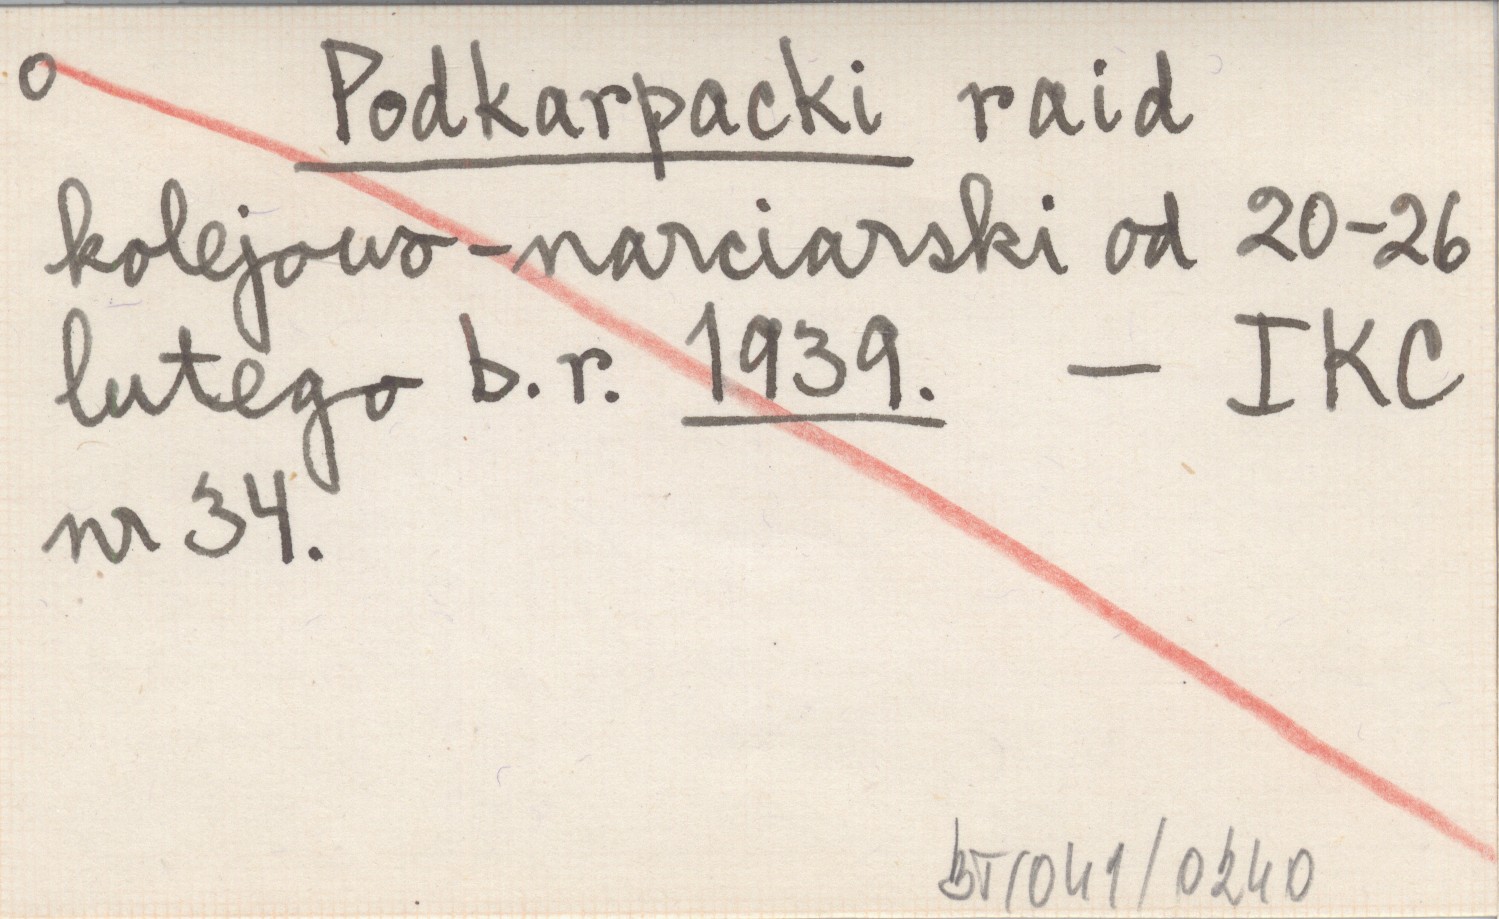 o Podkarpacki raid
kolejowo-narciarski od 20-26
lutego b.r. 1939. — IKC
nr 34.
BT/041/0240